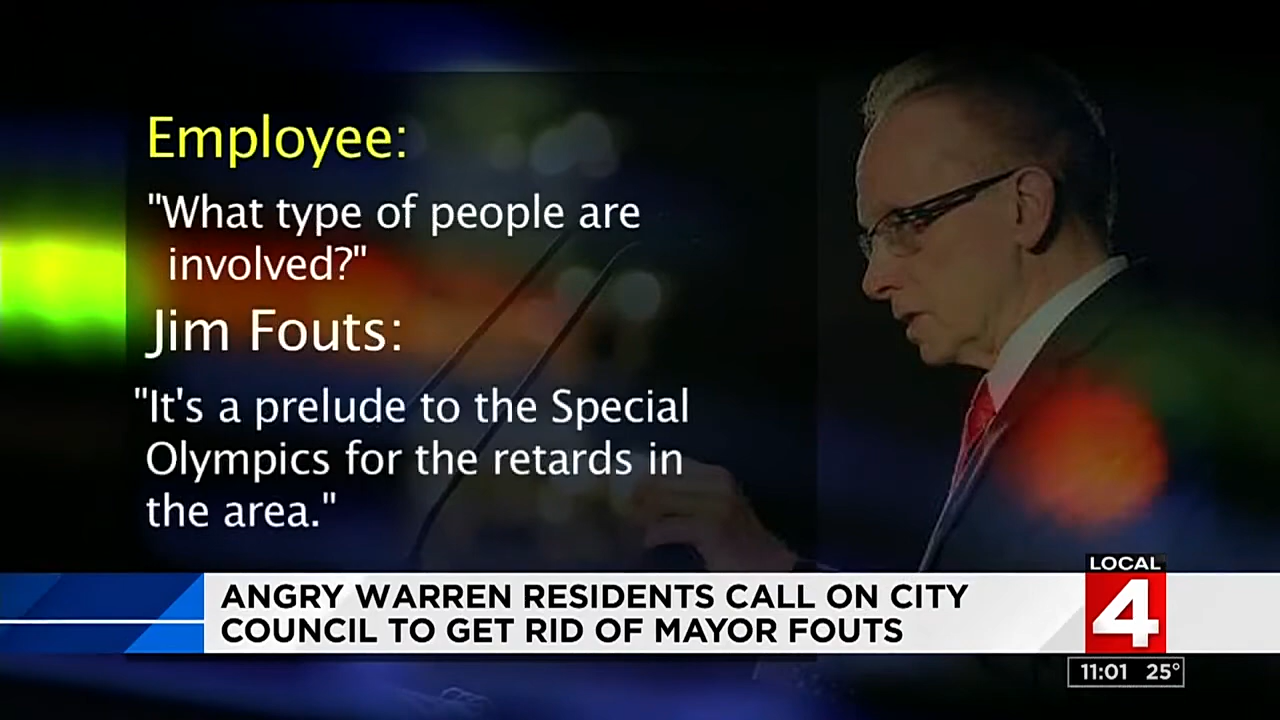 Employee:
"What type of people are
involved?"
Jim Fouts:
"It's a prelude to the Special
Olympics for the retards in
the area."
ANGRY WARREN RESIDENTS CALL ON CITY
COUNCIL TO GET RID OF MAYOR FOUTS
LOCAL
4
11:01 25°